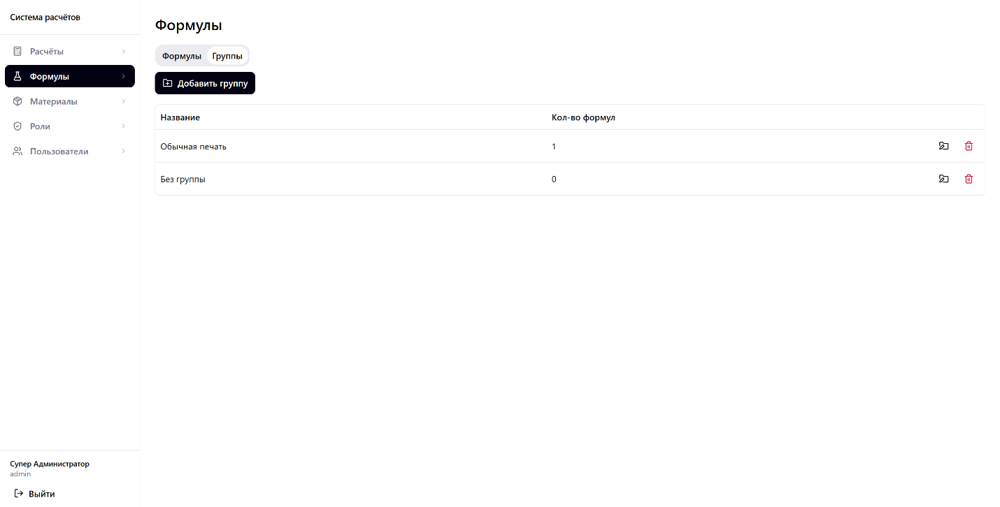 Система расчётов
Расчёты
Формулы
Материалы
Роли
Пользователи
Супер Администратор
admin
Выйти
Формулы
Формулы Группы
Добавить группу
Название Кол-во формул
Обычная печать 1
Без группы 0